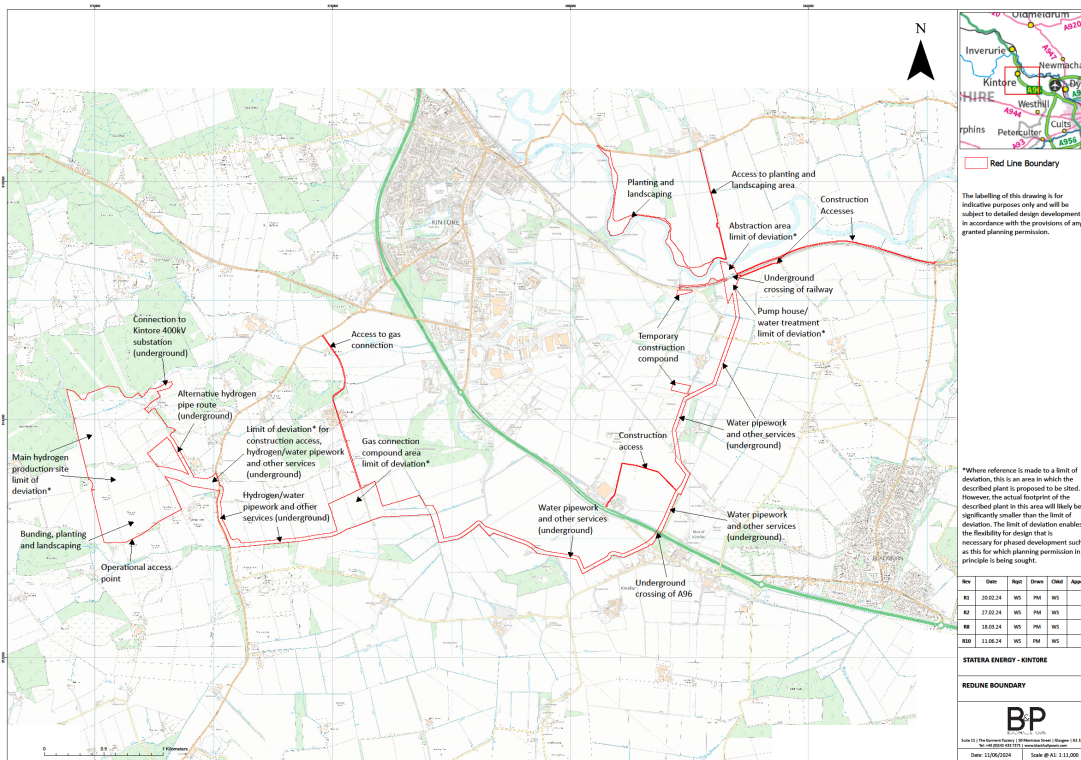 N
Oldmeldrum
A920
Inverurie
A947
Newmacha
Kintore
A96
Dy
HIRE
Westhill
A944
rphins
Peterculter
Cults
A93
A956
Red Line Boundary
The labelling of this drawing is for
indicative purposes only and will be
subject to detailed design development
in accordance with the provisions of any
granted planning permission.
Planting and
landscaping
Access to planting and
landscaping area
Construction
Accesses
KINTORE
Abstraction area
limit of deviation*
Underground
crossing of railway
Pump house/
water treatment
limit of deviation*
Connection to
Kintore 400kV
substation
(underground)
Access to gas
connection
Temporary
construction
compound
Alternative hydrogen
pipe route
(underground)
Limit of deviation* for
construction access,
hydrogen/water pipework
and other services
(underground)
Gas connection
compound area
limit of deviation*
Construction
access
Water pipework
and other services
(underground)
Main hydrogen
production site
limit of
deviation*
Hydrogen/water
pipework and other
services (underground)
Water pipework
and other services
(underground)
Water pipework
and other services
(underground)
Bunding, planting
and landscaping
Operational access
point
Underground
crossing of A96
BLACKBURN
Kinellar
*Where reference is made to a limit of
deviation, this is an area in which the
described plant is proposed to be sited.
However, the actual footprint of the
described plant in this area will likely be
significantly smaller than the limit of
deviation. The limit of deviation enables
the flexibility for design that is
necessary for phased development such
as this for which planning permission in
principle is being sought.
Rev Date Rqst Drwn Chkd App
R1 20.02.24 WS PM WS
R2 27.02.24 WS PM WS
R8 18.03.24 WS PM WS
R10 11.06.24 WS PM WS
STATERA ENERGY - KINTORE
REDLINE BOUNDARY
B&P
Date: 11/06/2024 Scale @ A1: 1:11,000
0 0.5 1 Kilometers